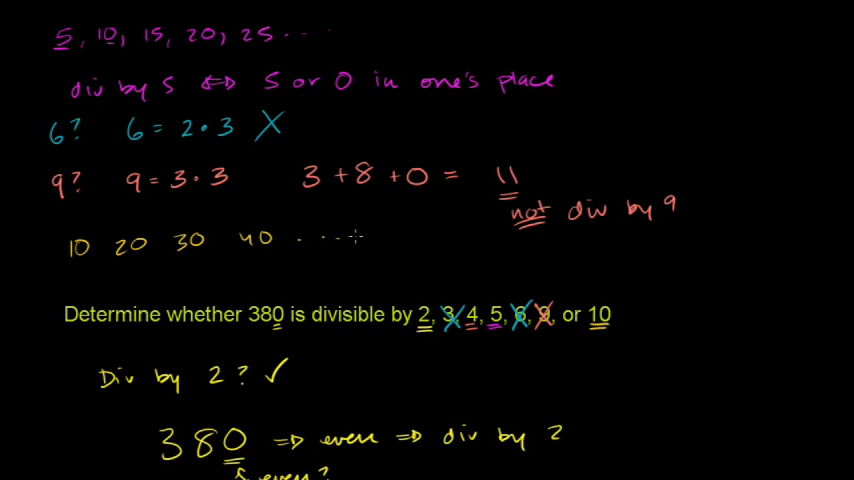 5, 10, 15, 20, 25 . . . .
div by 5 ⇔ 5 or 0 in one's place
6? 6 = 2 · 3 X
9? 9 = 3 · 3 3 + 8 + 0 = 11
not div by 9
10 20 30 40 . . . .
Determine whether 380 is divisible by 2, 3, 4, 5, 6, 9, or 10
Div by 2? ✓
380 ⇒ even ⇒ div by 2
even?